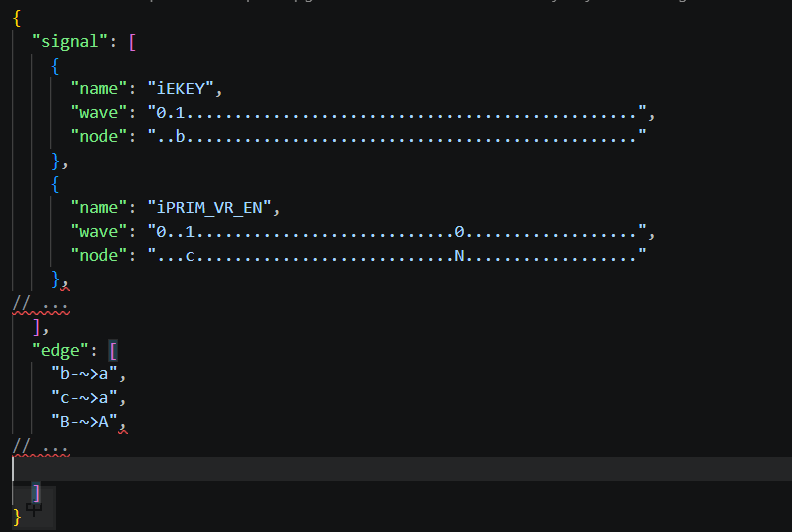 {
  "signal": [
    {
      "name": "iEKEY",
      "wave": "0.1...............................................",
      "node": "..b..............................................."
    },
    {
      "name": "iPRIM_VR_EN",
      "wave": "0..1...........................0..................",
      "node": "...c...........................N.................."
    },
// ...
  ],
  "edge": [
    "b-~>a",
    "c-~>a",
    "B-~>A",
// ...
  ]
}